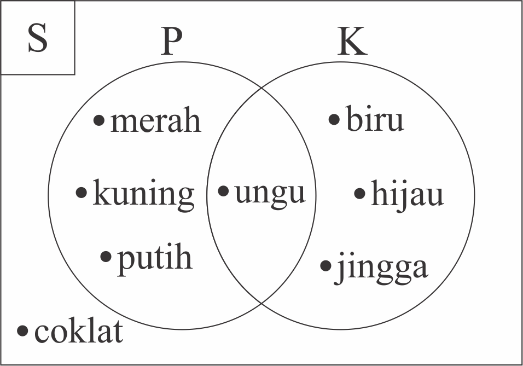 S
P K
• merah • biru
• kuning • ungu • hijau
• putih • jingga
• coklat